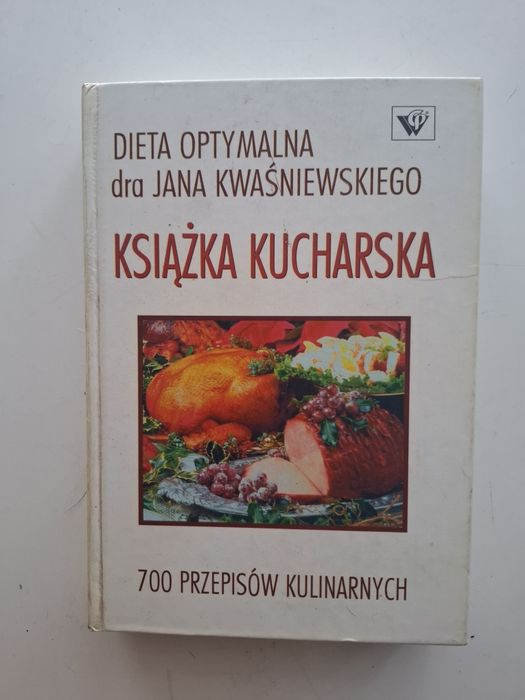 DIETA OPTYMALNA
dra JANA KWAŚNIEWSKIEGO
KSIĄŻKA KUCHARSKA
700 PRZEPISÓW KULINARNYCH